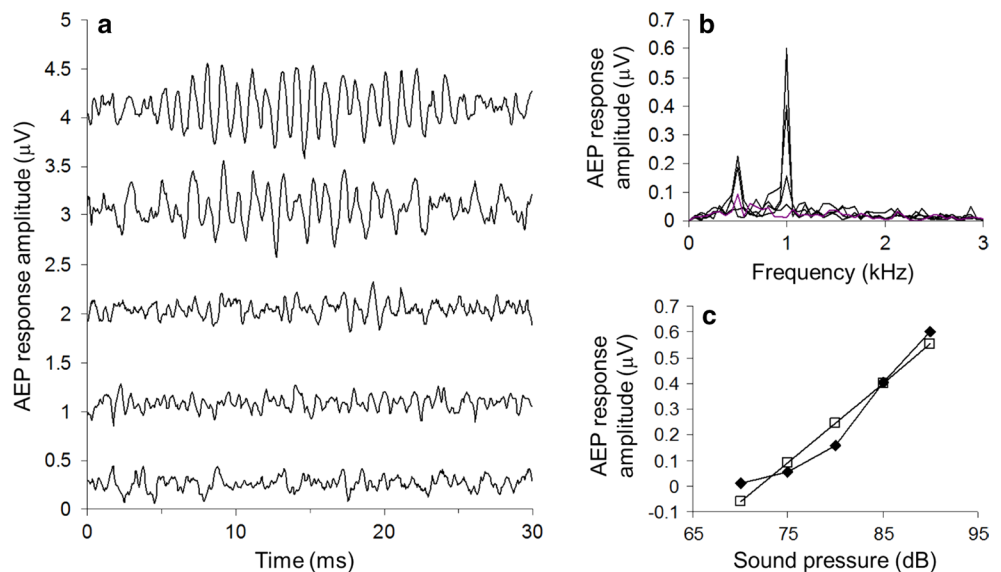 a
AEP response amplitude (μV)
5
4.5
4
3.5
3
2.5
2
1.5
1
0.5
0
0 10 20 30
Time (ms)
b
AEP response
amplitude (μV)
0.7
0.6
0.5
0.4
0.3
0.2
0.1
0
0 1 2 3
Frequency (kHz)
c
AEP response
amplitude (μV)
0.7
0.6
0.5
0.4
0.3
0.2
0.1
0
-0.1
65 75 85 95
Sound pressure (dB)